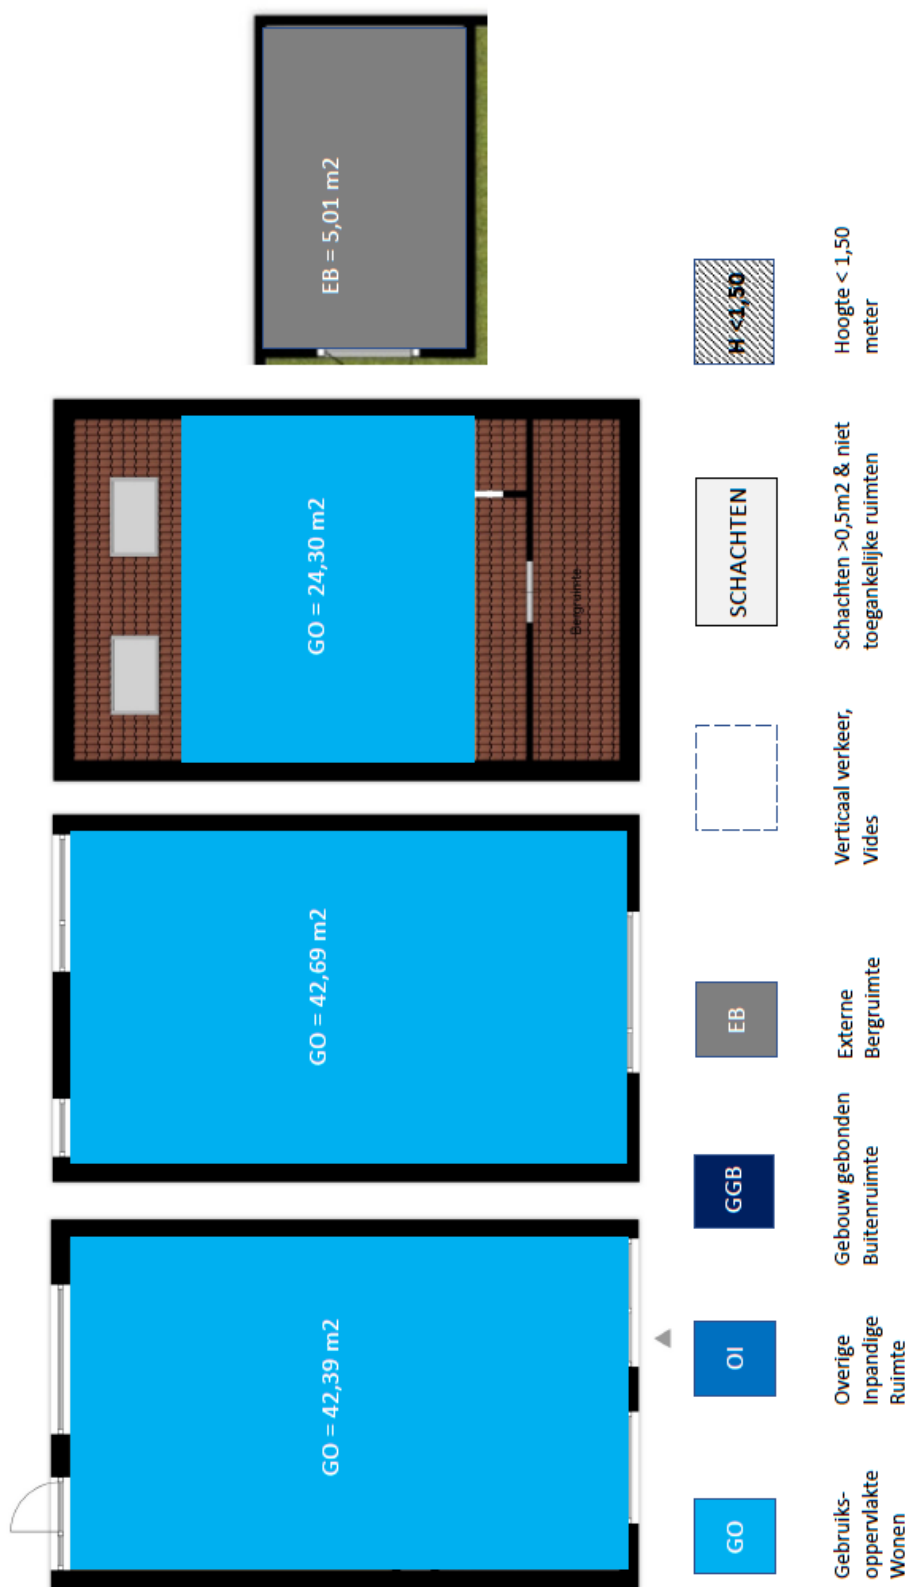 GO = 42,39 m2
GO = 42,69 m2
GO = 24,30 m2
Bergruimte
EB = 5,01 m2
GO
OI
GGB
EB
SCHACHTEN
H <1,50
Gebruiks-
oppervlakte
Wonen
Overige
Inpandige
Ruimte
Gebouw gebonden
Buitenruimte
Externe
Bergruimte
Verticaal verkeer,
Vides
Schachten >0,5m2 & niet
toegankelijke ruimten
Hoogte < 1,50
meter